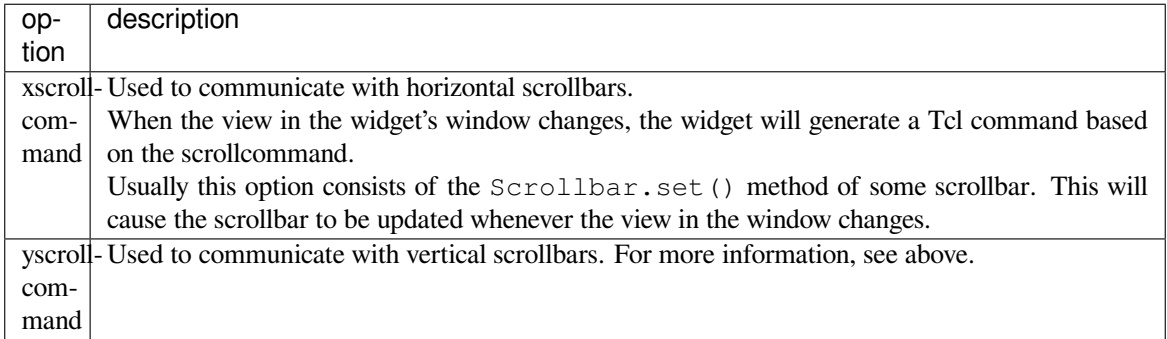 op-
tion
description
xscroll-
com-
mand
Used to communicate with horizontal scrollbars.
When the view in the widget's window changes, the widget will generate a Tcl command based
on the scrollcommand.
Usually this option consists of the Scrollbar.set() method of some scrollbar. This will
cause the scrollbar to be updated whenever the view in the window changes.
yscroll-
com-
mand
Used to communicate with vertical scrollbars. For more information, see above.